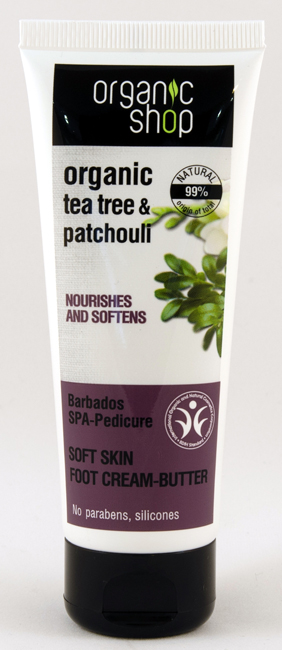 organic
shop
organic
tea tree &
patchouli
NATURAL
99%
origin of total
NOURISHES
AND SOFTENS
Barbados
SPA-Pedicure
SOFT SKIN
FOOT CREAM-BUTTER
No parabens, silicones